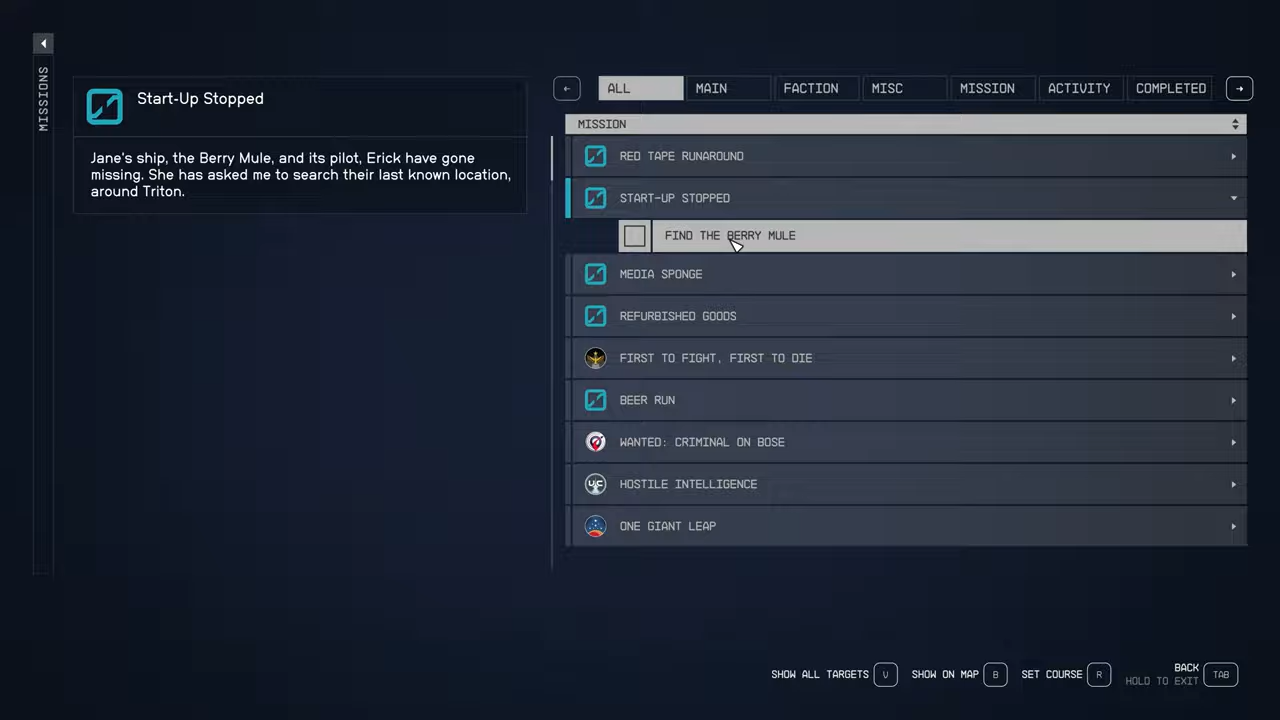 MISSIONS
Start-Up Stopped
Jane's ship, the Berry Mule, and its pilot, Erick have gone
missing. She has asked me to search their last known location,
around Triton.
ALL MAIN FACTION MISC MISSION ACTIVITY COMPLETED
MISSION
RED TAPE RUNAROUND
START-UP STOPPED
FIND THE BERRY MULE
MEDIA SPONGE
REFURBISHED GOODS
FIRST TO FIGHT, FIRST TO DIE
BEER RUN
WANTED: CRIMINAL ON BOSE
UC HOSTILE INTELLIGENCE
ONE GIANT LEAP
SHOW ALL TARGETS V SHOW ON MAP B SET COURSE R BACK TAB
HOLD TO EXIT